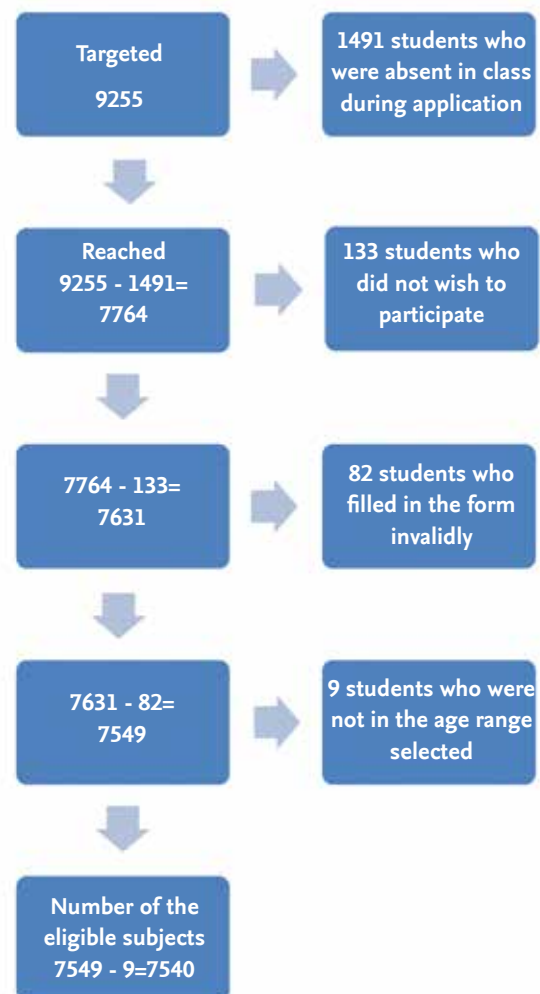 Targeted
9255
1491 students who
were absent in class
during application
Reached
9255 - 1491=
7764
133 students who
did not wish to
participate
7764 - 133=
7631
82 students who
filled in the form
invalidly
7631 - 82=
7549
9 students who were
not in the age range
selected
Number of the
eligible subjects
7549 - 9=7540